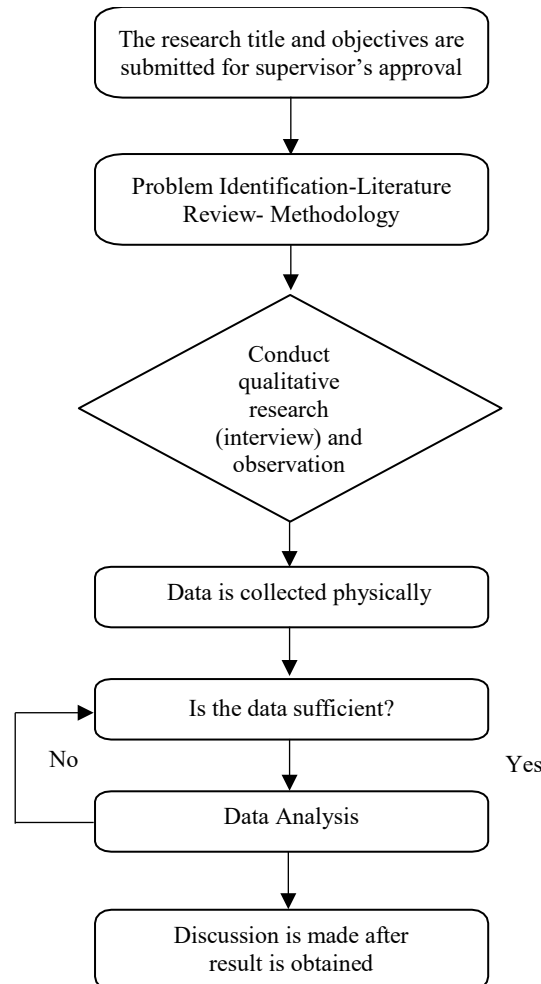 The research title and objectives are
submitted for supervisor’s approval
Problem Identification-Literature
Review- Methodology
Conduct
qualitative
research
(interview) and
observation
Data is collected physically
Is the data sufficient?
No
Yes
Data Analysis
Discussion is made after
result is obtained